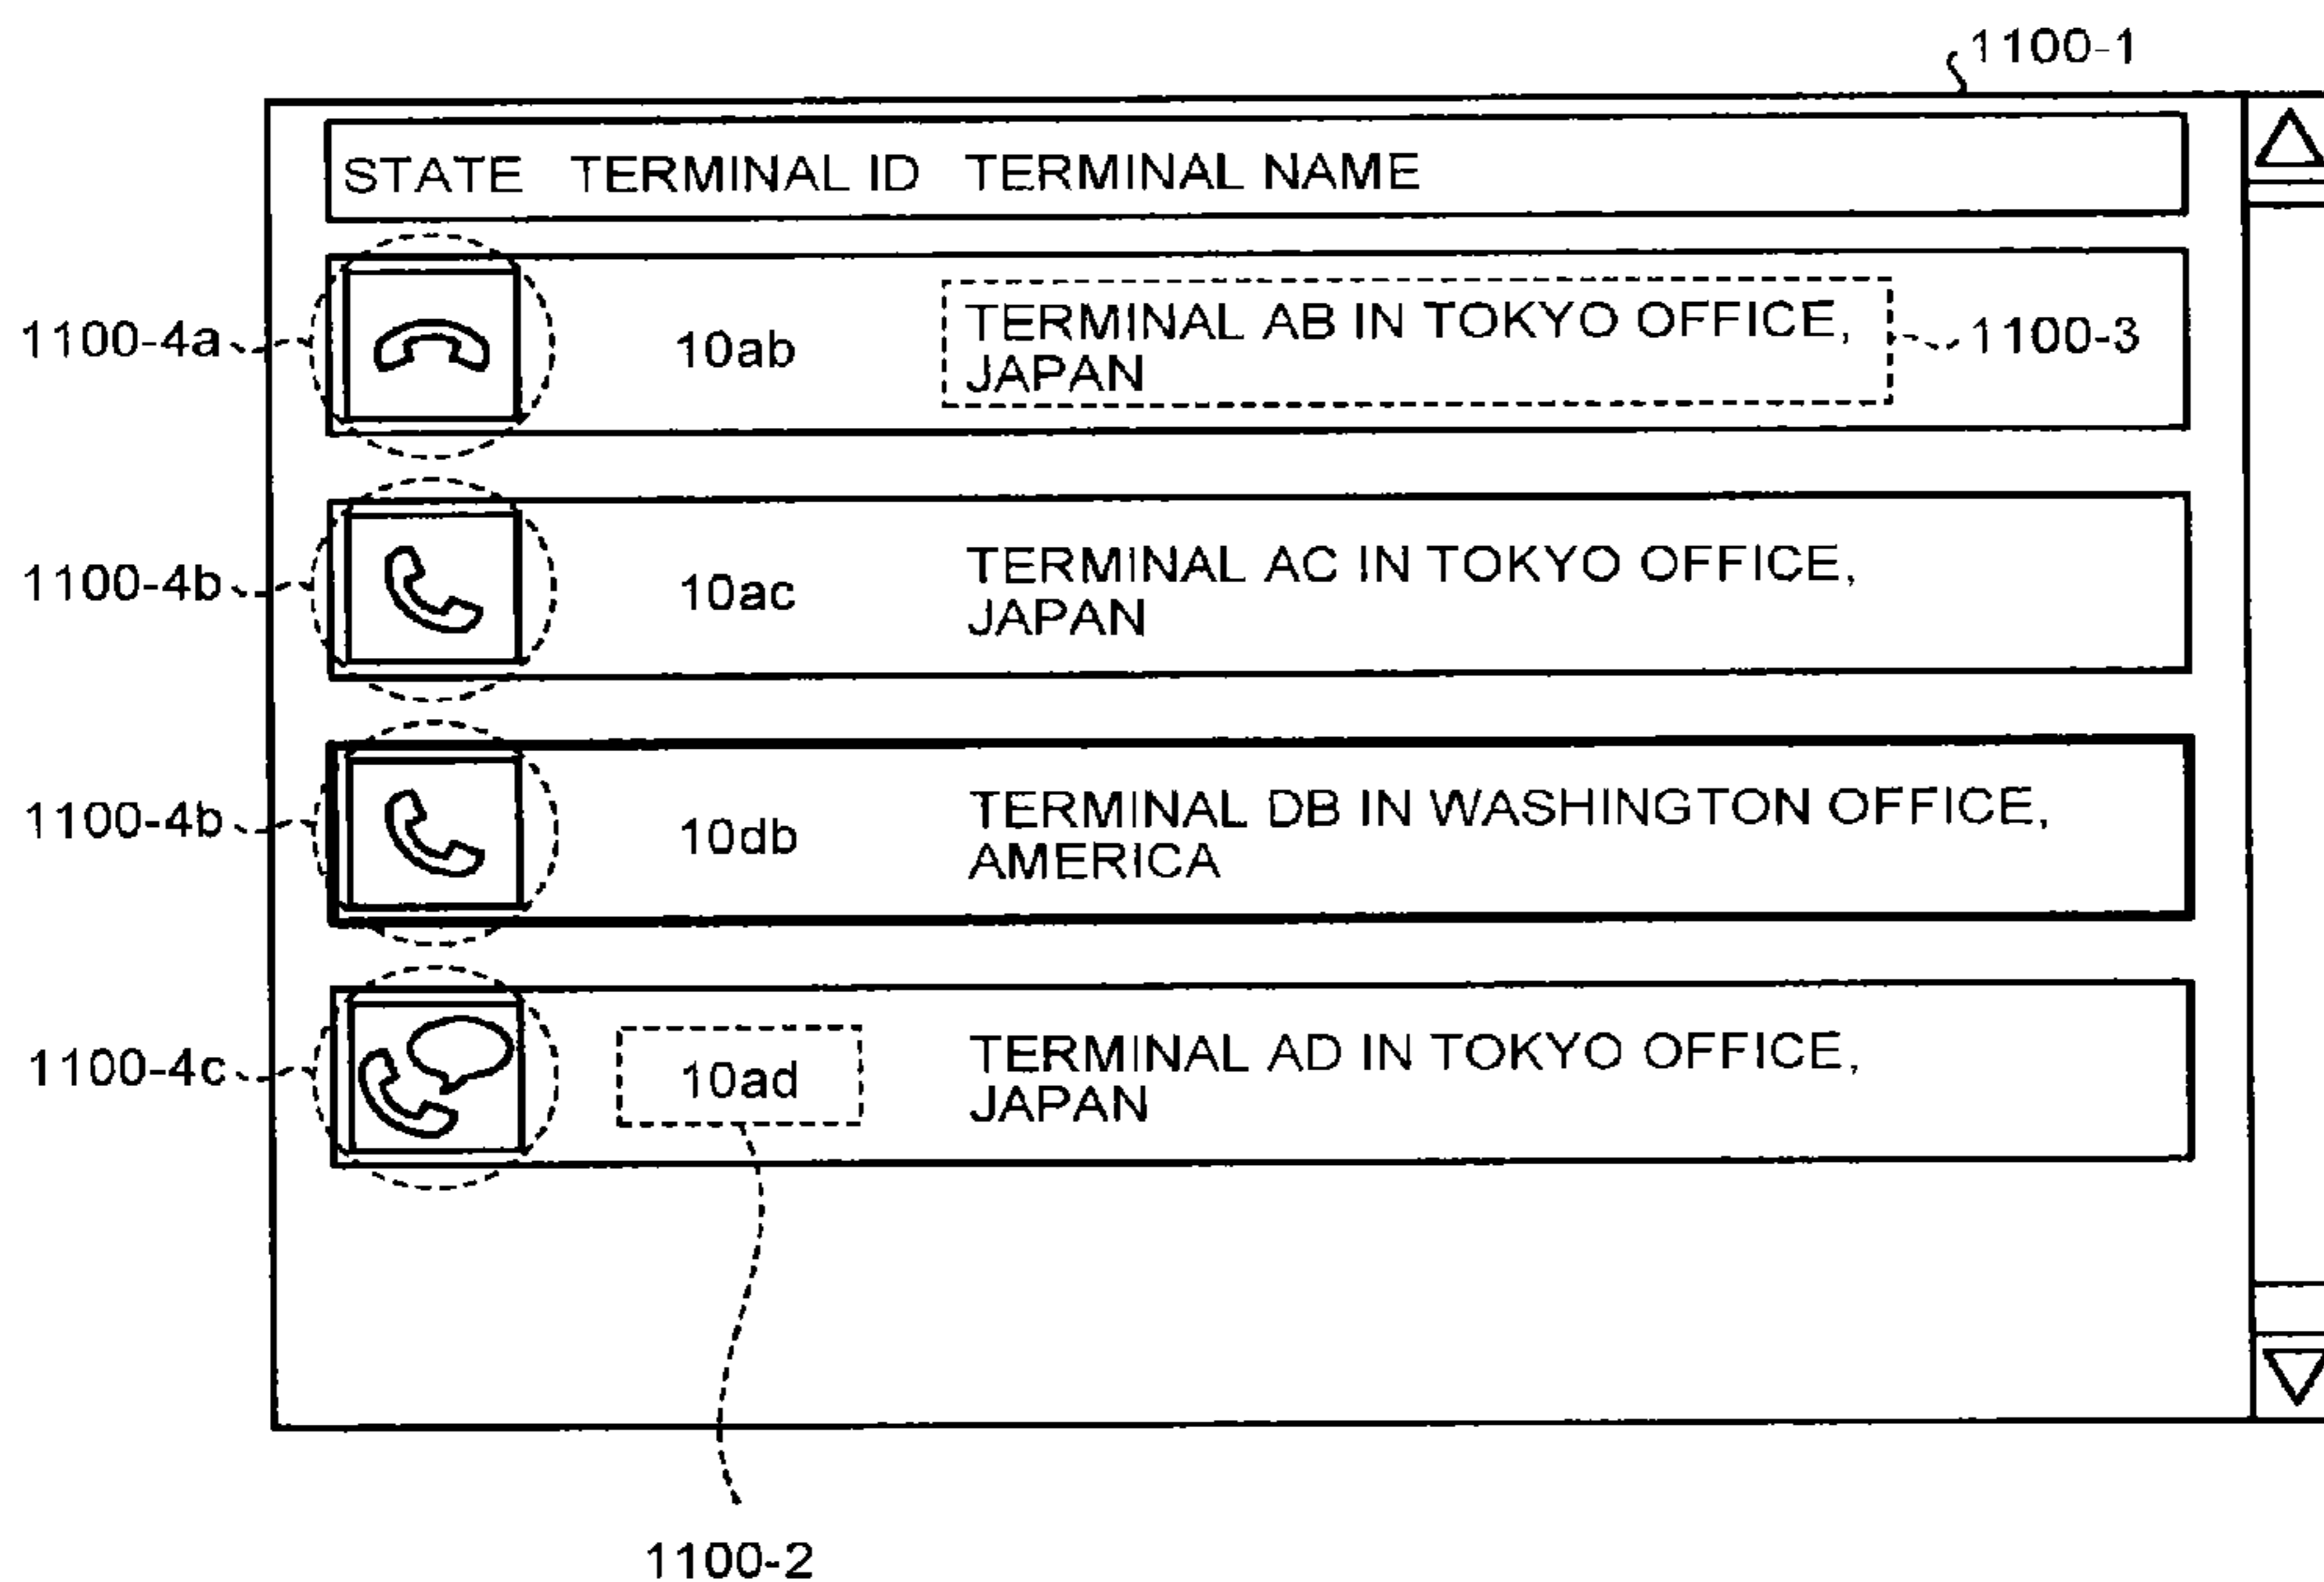 1100-1
STATE TERMINAL ID TERMINAL NAME
1100-4a 10ab TERMINAL AB IN TOKYO OFFICE, 1100-3
JAPAN
1100-4b 10ac TERMINAL AC IN TOKYO OFFICE,
JAPAN
1100-4b 10db TERMINAL DB IN WASHINGTON OFFICE,
AMERICA
1100-4c 10ad TERMINAL AD IN TOKYO OFFICE,
JAPAN
1100-2